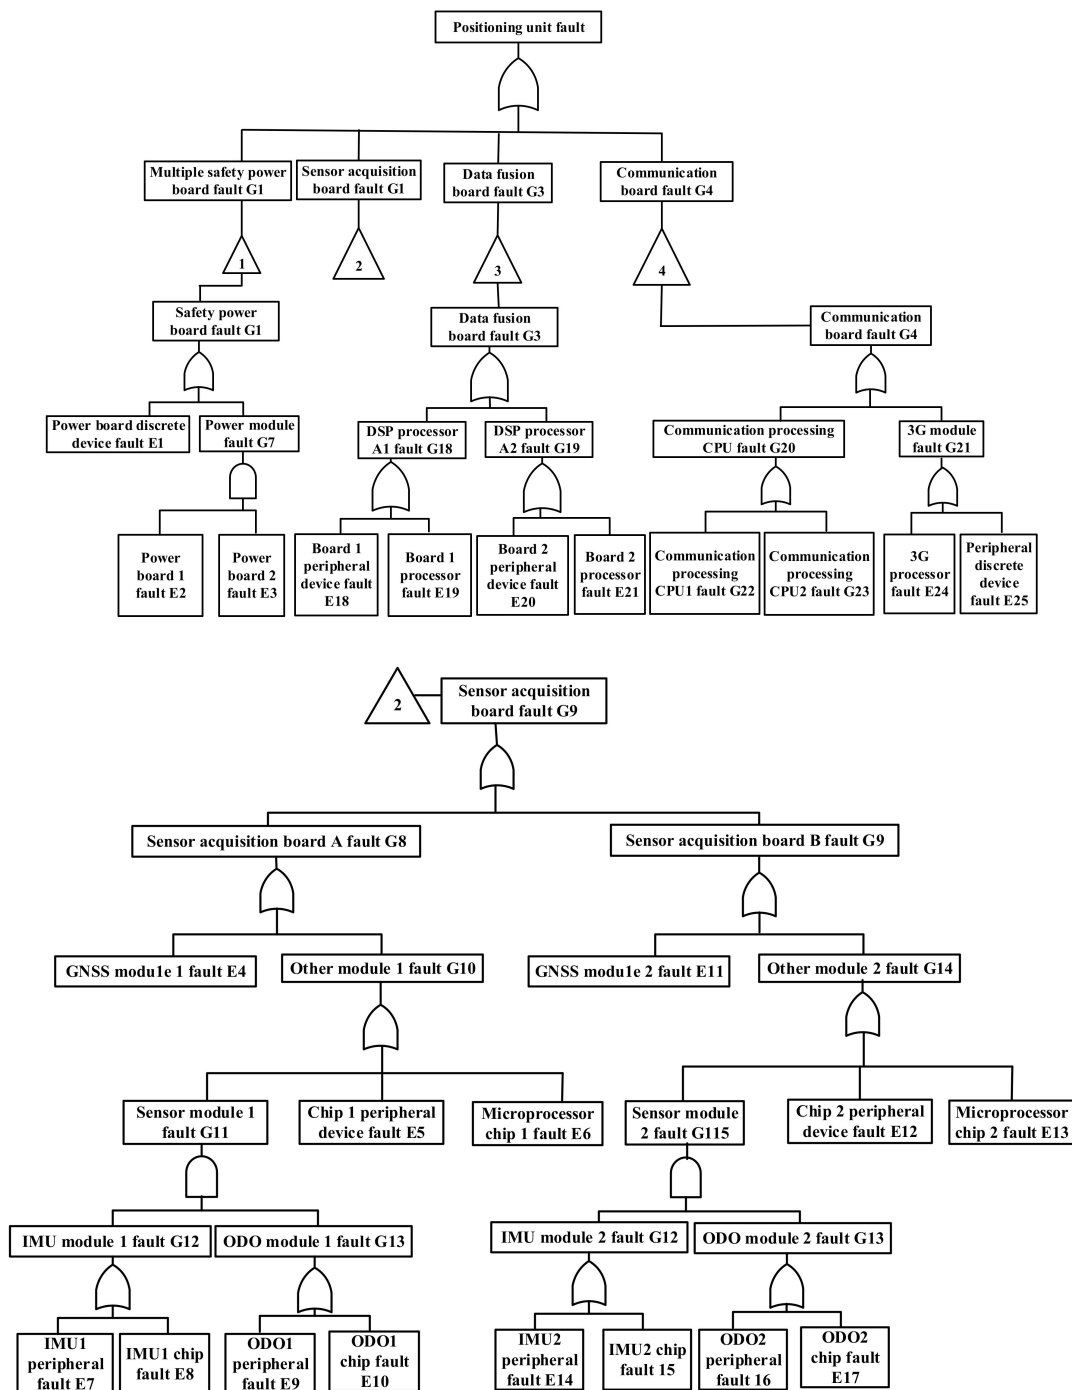 Positioning unit fault
Multiple safety power
board fault G1
Sensor acquisition
board fault G1
Data fusion
board fault G3
Communication
board fault G4
1
2
3
4
Safety power
board fault G1
Data fusion
board fault G3
Communication
board fault G4
Power board discrete
device fault E1
Power module
fault G7
DSP processor
A1 fault G18
DSP processor
A2 fault G19
Communication processing
CPU fault G20
3G module
fault G21
Power
board 1
fault E2
Power
board 2
fault E3
Board 1
peripheral
device fault
E18
Board 1
processor
fault E19
Board 2
peripheral
device fault
E20
Board 2
processor
fault E21
Communication
processing
CPU1 fault G22
Communication
processing
CPU2 fault G23
3G
processor
fault E24
Peripheral
discrete
device
fault E25
2
Sensor acquisition
board fault G9
Sensor acquisition board A fault G8
Sensor acquisition board B fault G9
GNSS modu1e 1 fault E4
Other module 1 fault G10
GNSS modu1e 2 fault E11
Other module 2 fault G14
Sensor module 1
fault G11
Chip 1 peripheral
device fault E5
Microprocessor
chip 1 fault E6
Sensor module
2 fault G115
Chip 2 peripheral
device fault E12
Microprocessor
chip 2 fault E13
IMU module 1 fault G12
ODO module 1 fault G13
IMU module 2 fault G12
ODO module 2 fault G13
IMU1
peripheral
fault E7
IMU1 chip
fault E8
ODO1
peripheral
fault E9
ODO1
chip fault
E10
IMU2
peripheral
fault E14
IMU2 chip
fault 15
ODO2
peripheral
fault 16
ODO2
chip fault
E17